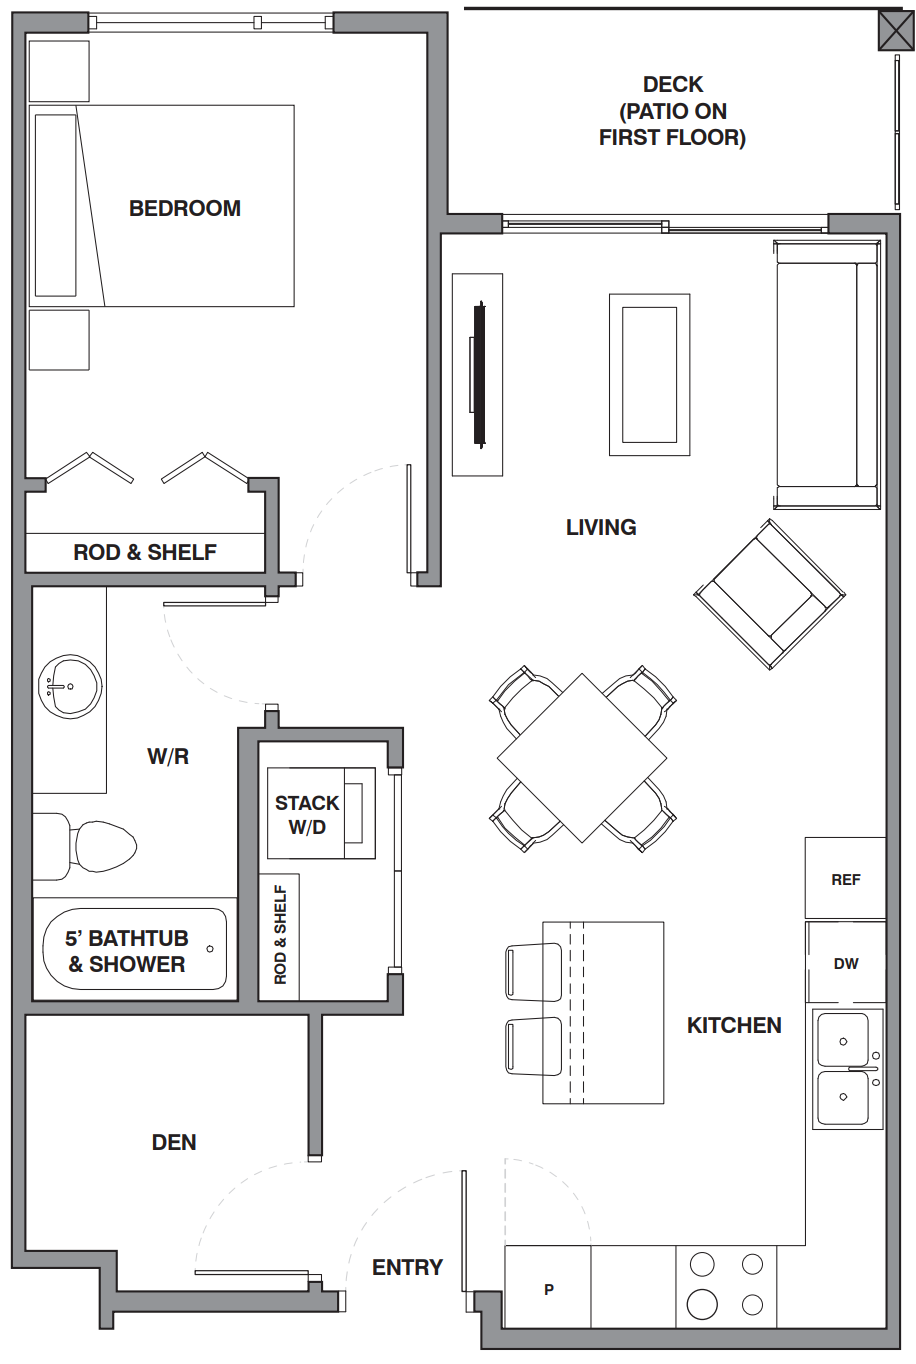 DECK
(PATIO ON
FIRST FLOOR)
BEDROOM
LIVING
ROD & SHELF
W/R
STACK
W/D
REF
ROD & SHELF
5’ BATHTUB
& SHOWER
DW
KITCHEN
DEN
ENTRY
P